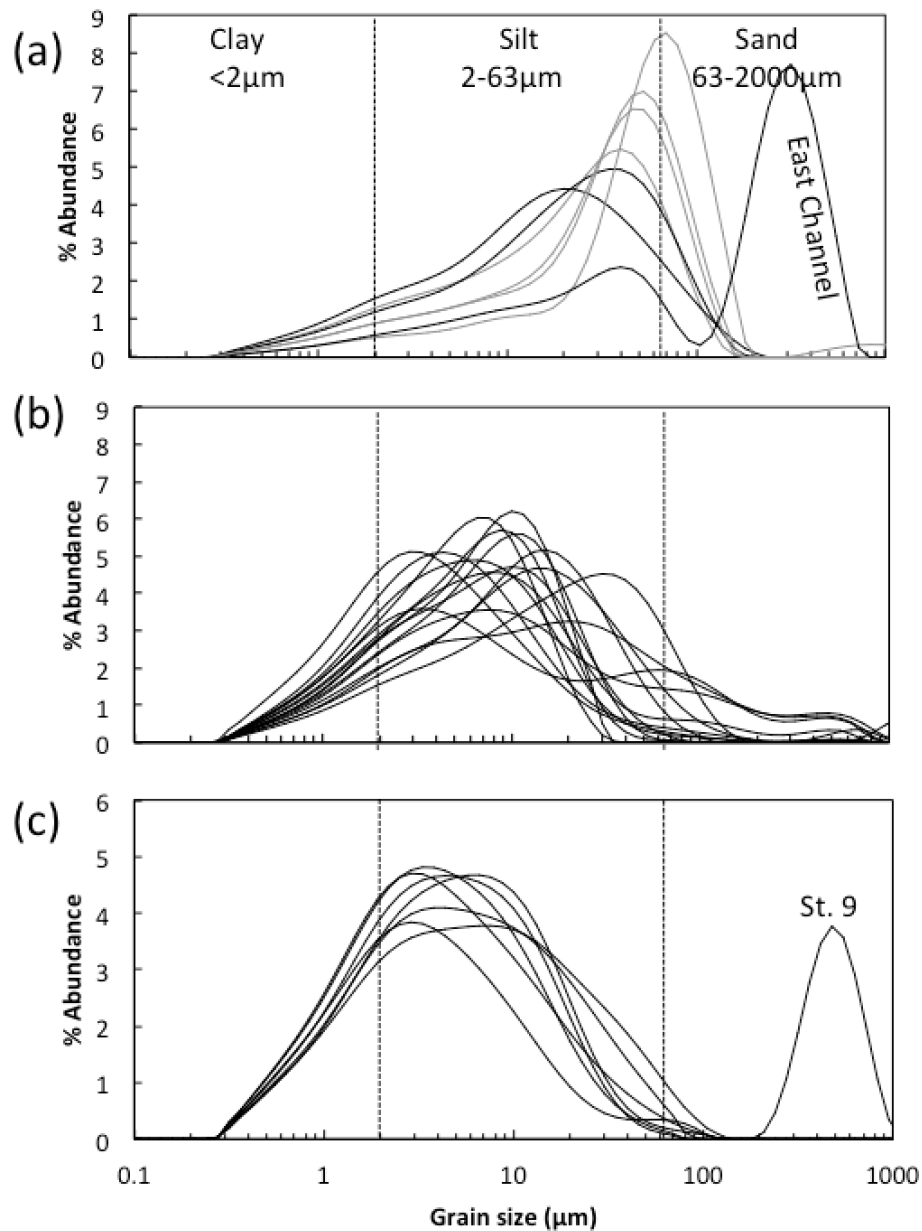 (a)
Clay
<2µm
Silt
2-63µm
Sand
63-2000µm
East Channel
% Abundance
9
8
7
6
5
4
3
2
1
0
(b)
% Abundance
9
8
7
6
5
4
3
2
1
0
(c)
St. 9
% Abundance
6
5
4
3
2
1
0
0.1
1
10
100
1000
Grain size (µm)